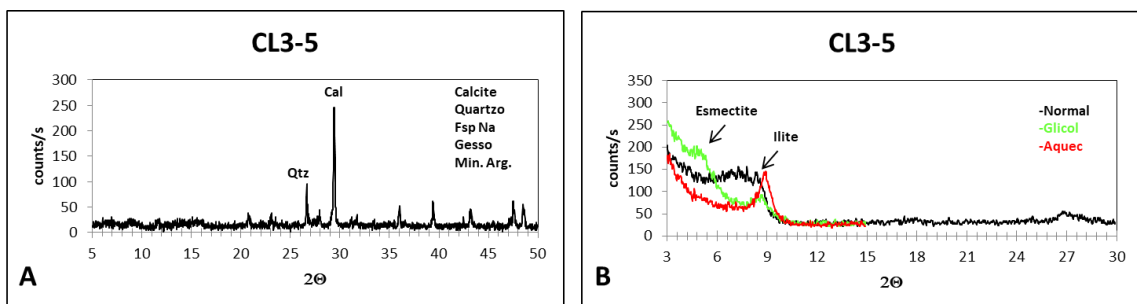 CL3-5
300
250
200
150
100
50
0
counts/s
Cal
Qtz
Calcite
Quartzo
Fsp Na
Gesso
Min. Arg.
5 10 15 20 25 30 35 40 45 50
2Θ
A
CL3-5
350
300
250
200
150
100
50
0
counts/s
Esmectite
Ilite
-Normal
-Glicol
-Aquec
3 6 9 12 15 18 21 24 27 30
2Θ
B